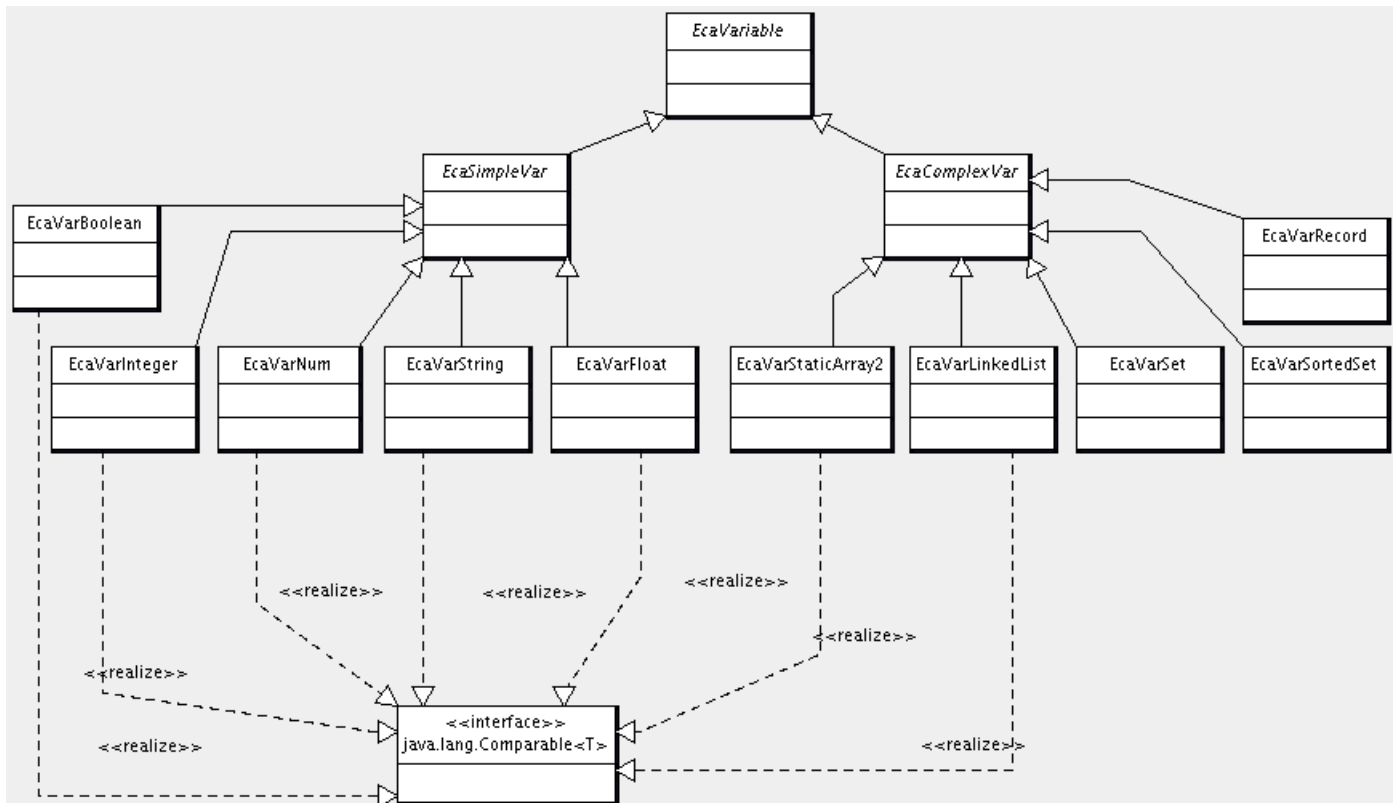 EcaVariable
EcaSimpleVar
EcaComplexVar
EcaVarBoolean
EcaVarRecord
EcaVarInteger
EcaVarNum
EcaVarString
EcaVarFloat
EcaVarStaticArray2
EcaVarLinkedList
EcaVarSet
EcaVarSortedSet
<<realize>>
<<realize>>
<<realize>>
<<realize>>
<<realize>>
<<interface>>
java.lang.Comparable<T>
<<realize>>
<<realize>>